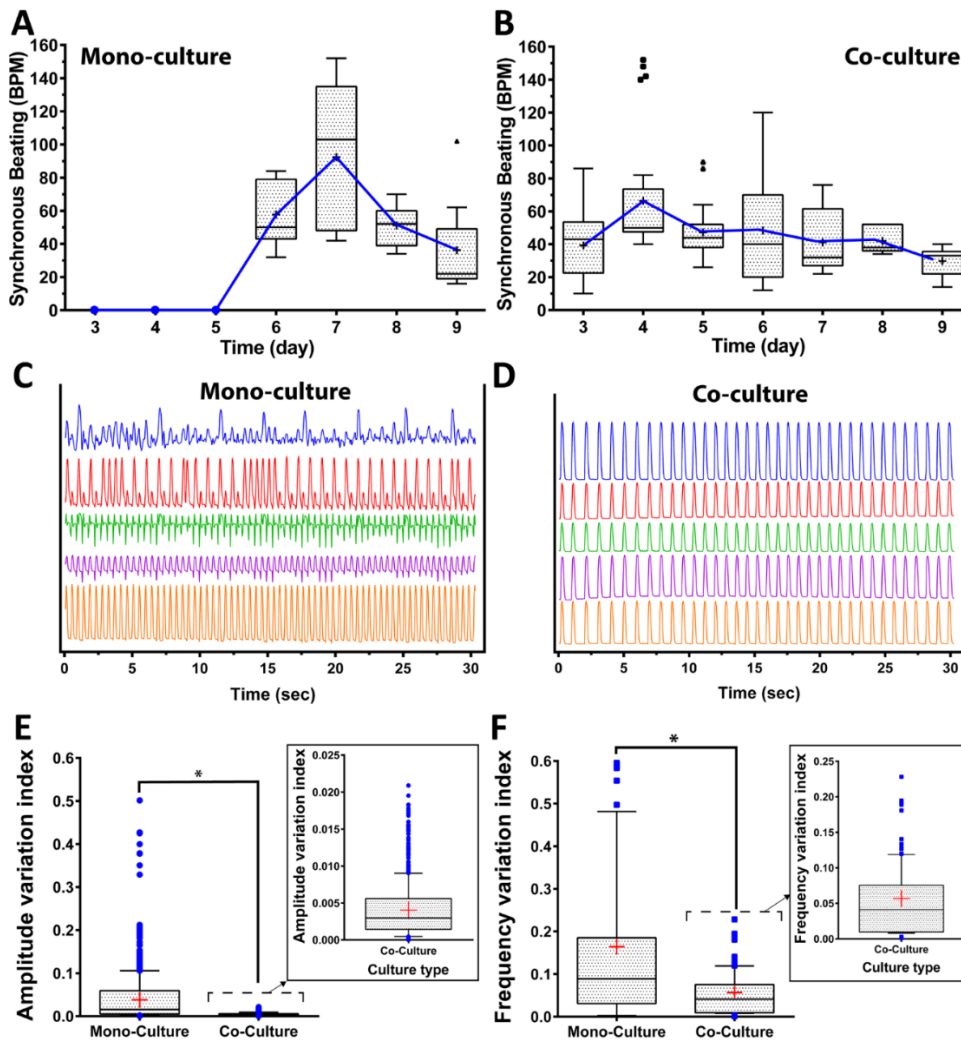 A
Mono-culture
Synchronous Beating (BPM)
160
140
120
100
80
60
40
20
0
3 4 5 6 7 8 9
Time (day)
B
Co-culture
Synchronous Beating (BPM)
160
140
120
100
80
60
40
20
0
3 4 5 6 7 8 9
Time (day)
C
Mono-culture
0 5 10 15 20 25 30
Time (sec)
D
Co-culture
0 5 10 15 20 25 30
Time (sec)
E
Amplitude variation index
0.6
0.5
0.4
0.3
0.2
0.1
0.0
*
Mono-Culture Co-Culture
Amplitude variation index
0.025
0.020
0.015
0.010
0.005
0.000
Co-Culture
Culture type
F
Frequency variation index
0.6
0.5
0.4
0.3
0.2
0.1
0.0
*
Mono-Culture Co-Culture
Frequency variation index
0.25
0.20
0.15
0.10
0.05
0.00
Co-Culture
Culture type